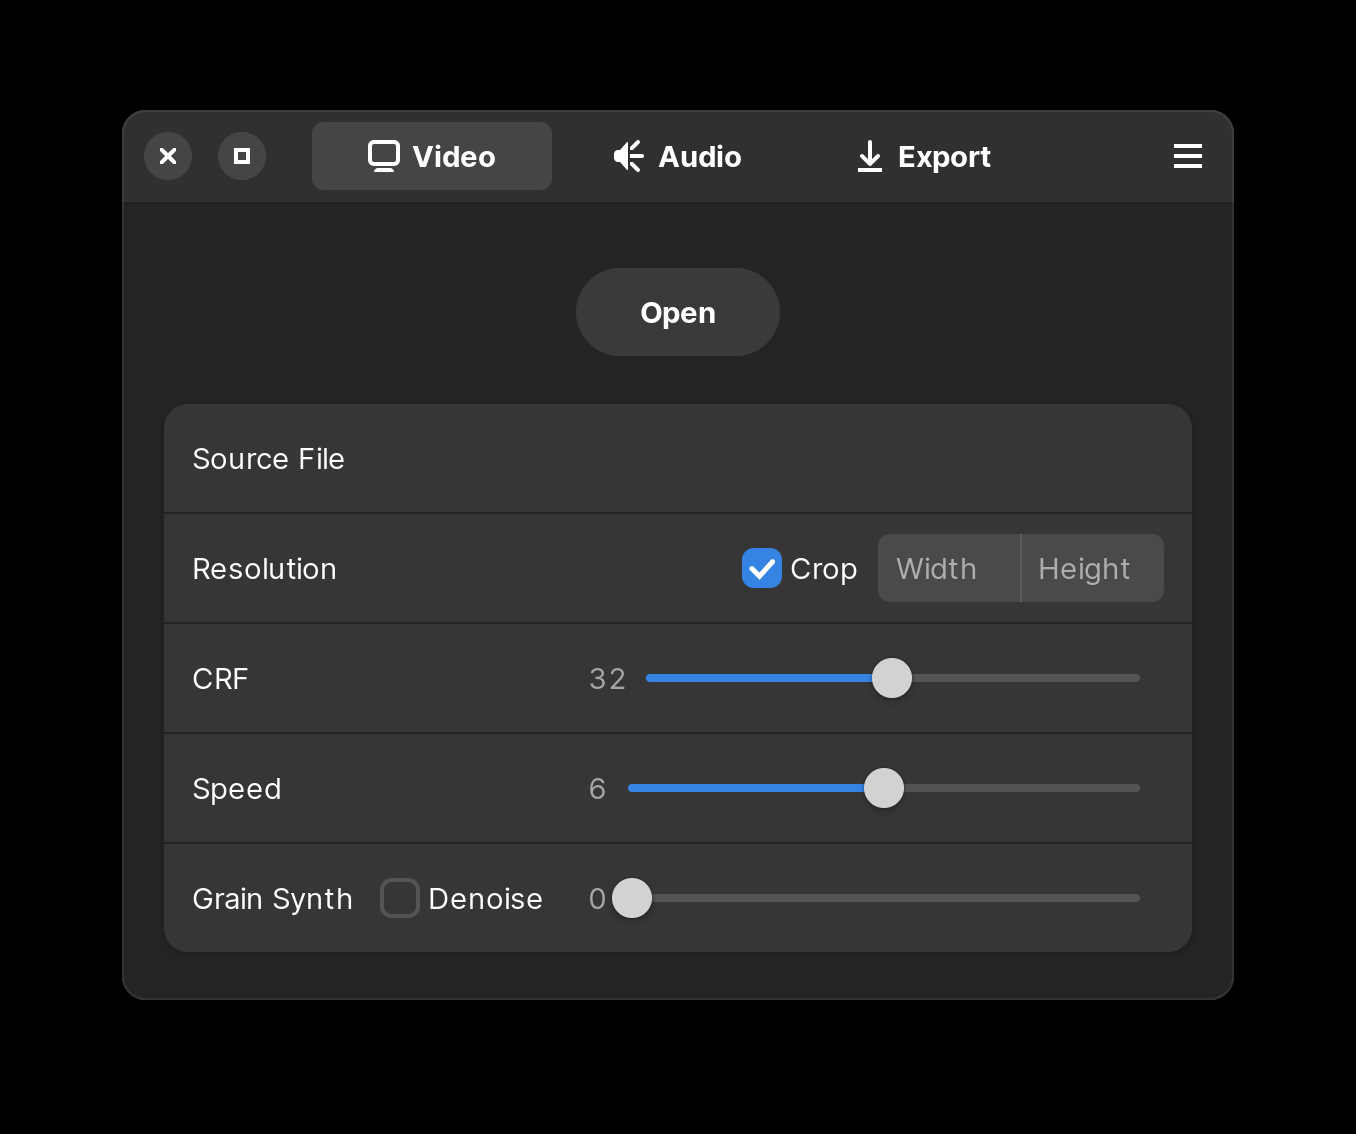 Video Audio Export
Open
Source File
Resolution Crop Width Height
CRF 32
Speed 6
Grain Synth Denoise 0